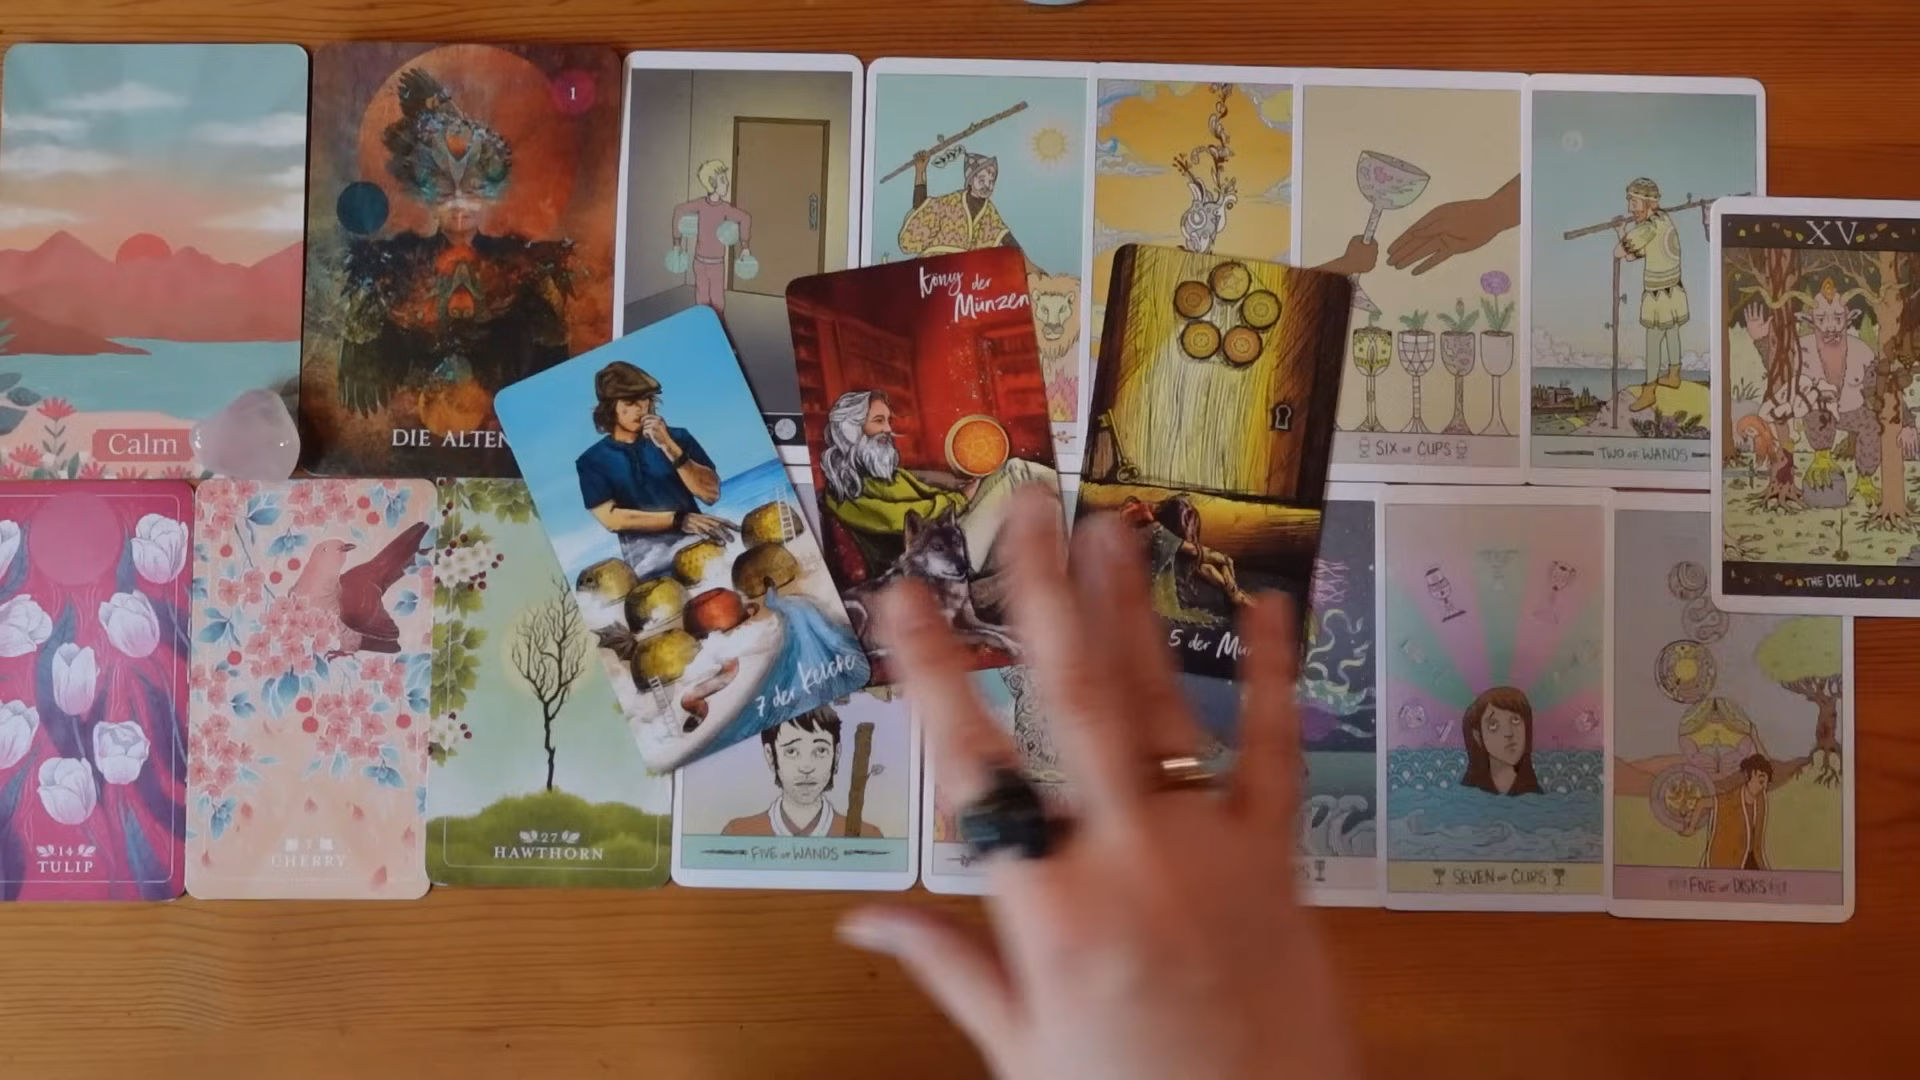 1
Calm
DIE ALTEN
König der
Münzen
SIX OF CUPS
TWO OF WANDS
XV
THE DEVIL
7 der Kelche
5 der
14
TULIP
CHERRY
27
HAWTHORN
FIVE OF WANDS
SEVEN OF CUPS
FIVE OF DISKS